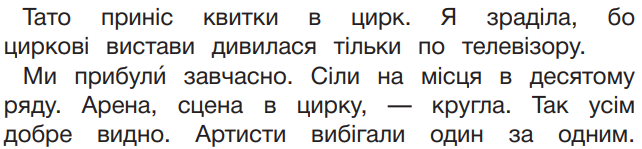 Тато приніс квитки в цирк. Я зраділа, бо
циркові вистави дивилася тільки по телевізору.
Ми прибули́ завчасно. Сіли на місця в десятому
ряду. Арена, сцена в цирку, — кругла. Так усім
добре видно. Артисти вибігали один за одним.